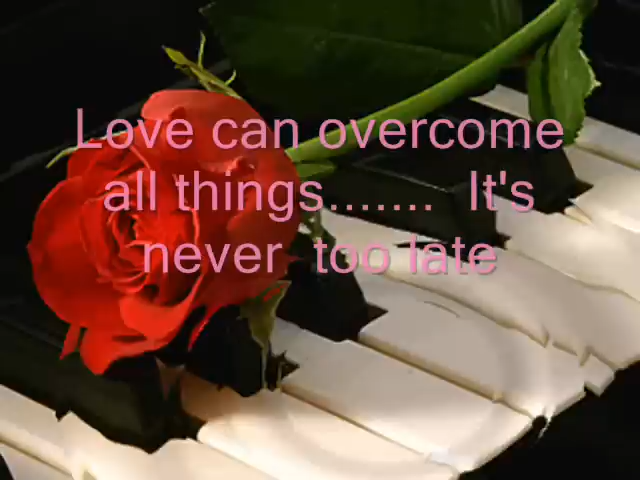 Love can overcome
all things.......  It's
never  too late